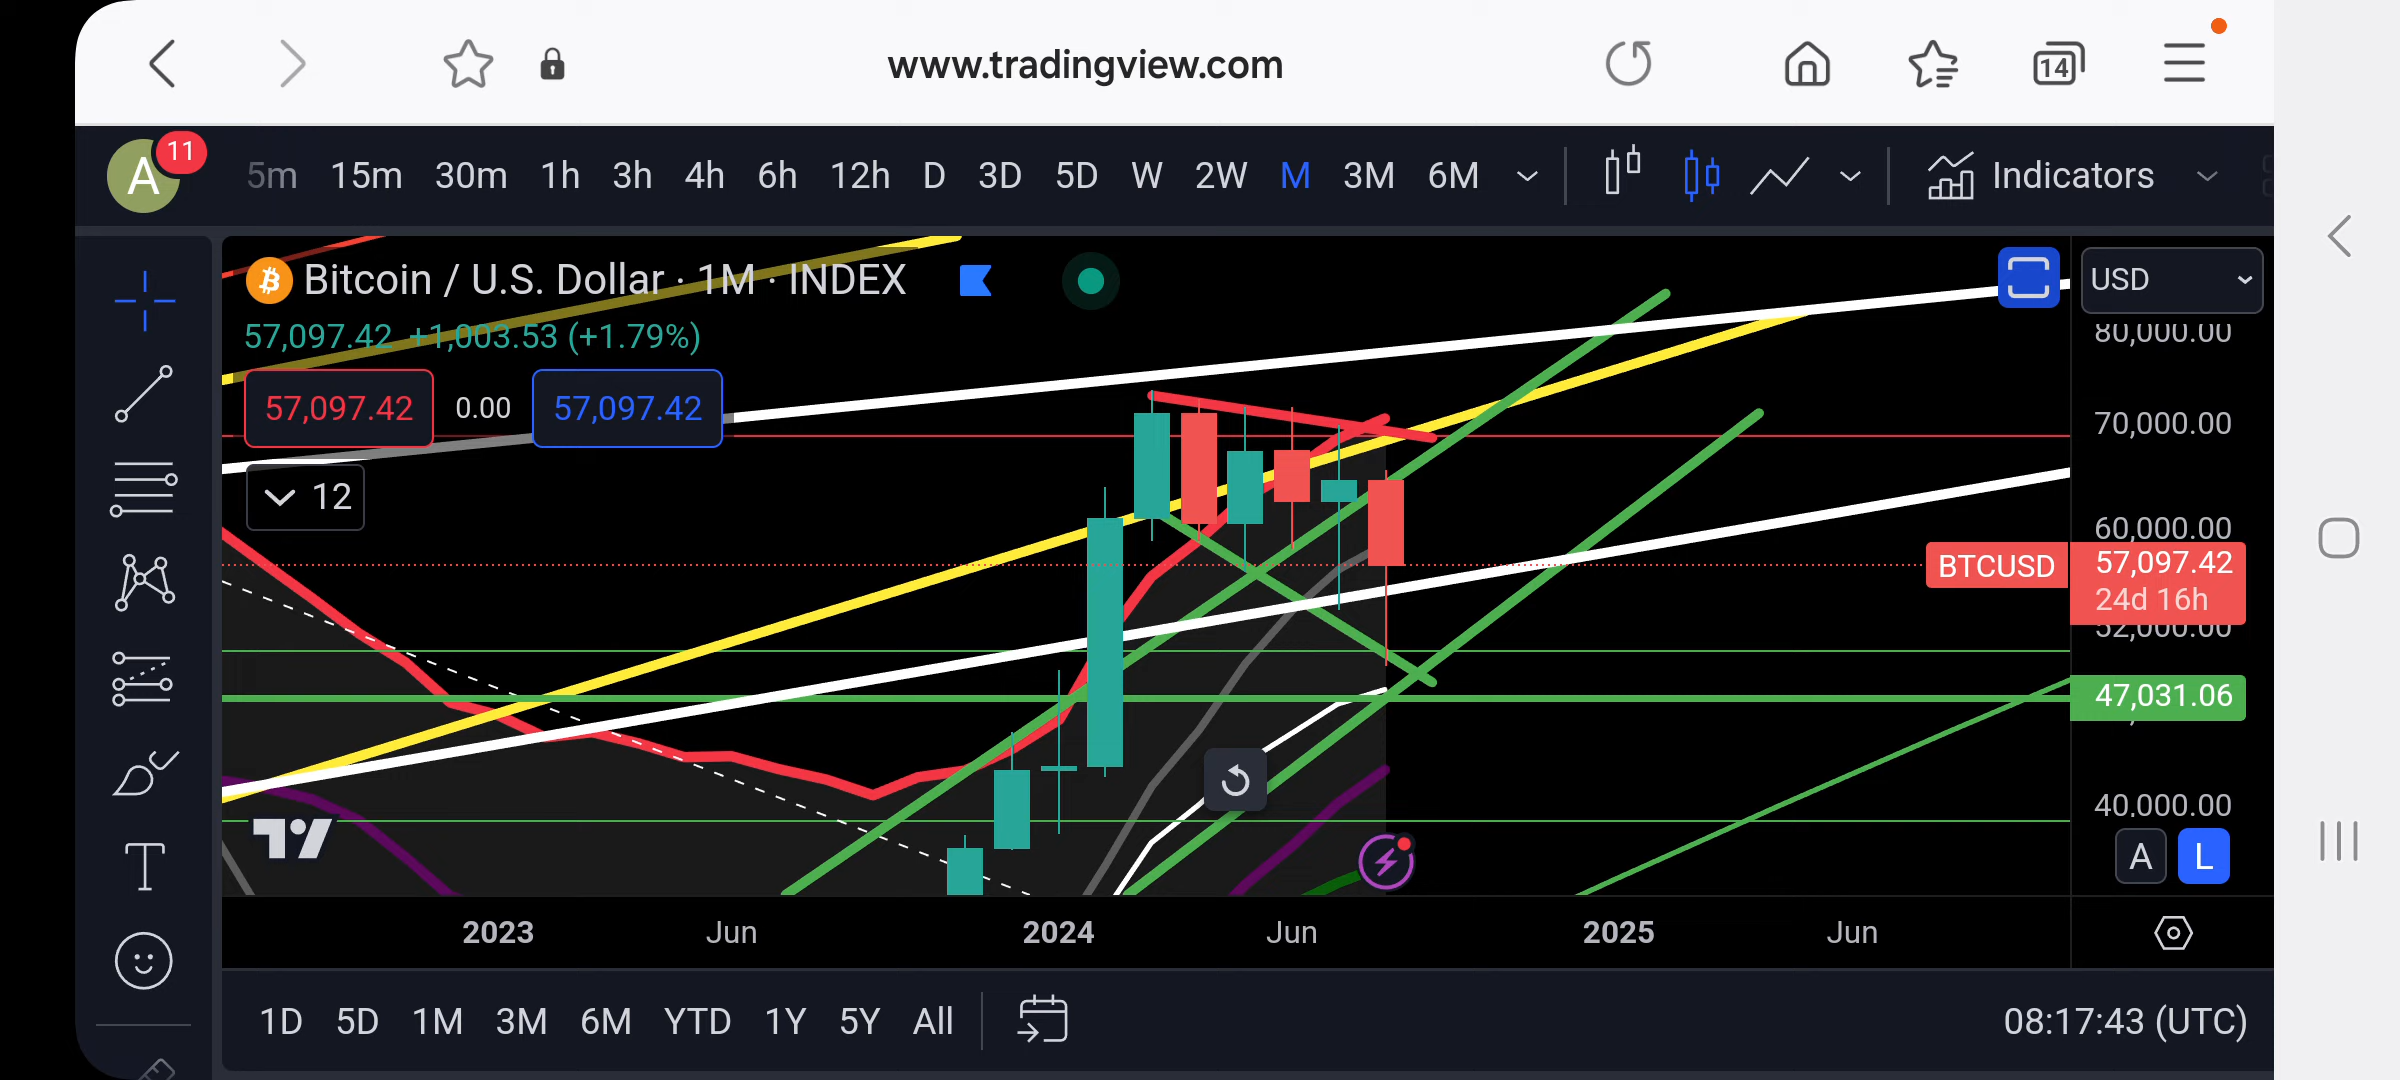 www.tradingview.com
14
A 11 5m 15m 30m 1h 3h 4h 6h 12h D 3D 5D W 2W M 3M 6M Indicators
Bitcoin / U.S. Dollar · 1M · INDEX
USD
57,097.42 +1,003.53 (+1.79%)
80,000.00
57,097.42 0.00 57,097.42
70,000.00
12
60,000.00
BTCUSD 57,097.42
24d 16h
52,000.00
47,031.06
40,000.00
A L
2023 Jun 2024 Jun 2025 Jun
1D 5D 1M 3M 6M YTD 1Y 5Y All
08:17:43 (UTC)